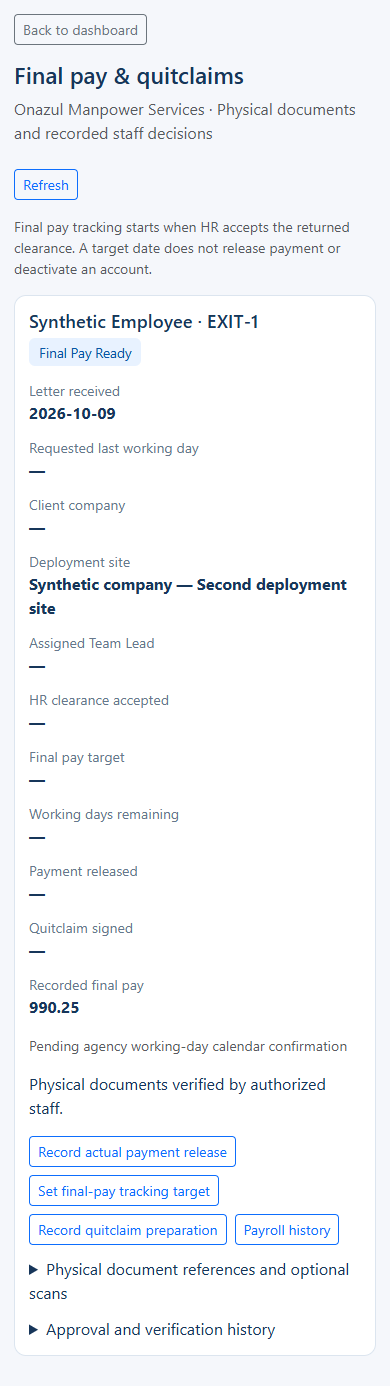 Back to dashboard
Final pay & quitclaims
Onazul Manpower Services · Physical documents
and recorded staff decisions
Refresh
Final pay tracking starts when HR accepts the returned
clearance. A target date does not release payment or
deactivate an account.
Synthetic Employee · EXIT-1
Final Pay Ready
Letter received
2026-10-09
Requested last working day
—
Client company
—
Deployment site
Synthetic company — Second deployment
site
Assigned Team Lead
—
HR clearance accepted
—
Final pay target
—
Working days remaining
—
Payment released
—
Quitclaim signed
—
Recorded final pay
990.25
Pending agency working-day calendar confirmation
Physical documents verified by authorized
staff.
Record actual payment release
Set final-pay tracking target
Record quitclaim preparation Payroll history
▶ Physical document references and optional
scans
▶ Approval and verification history